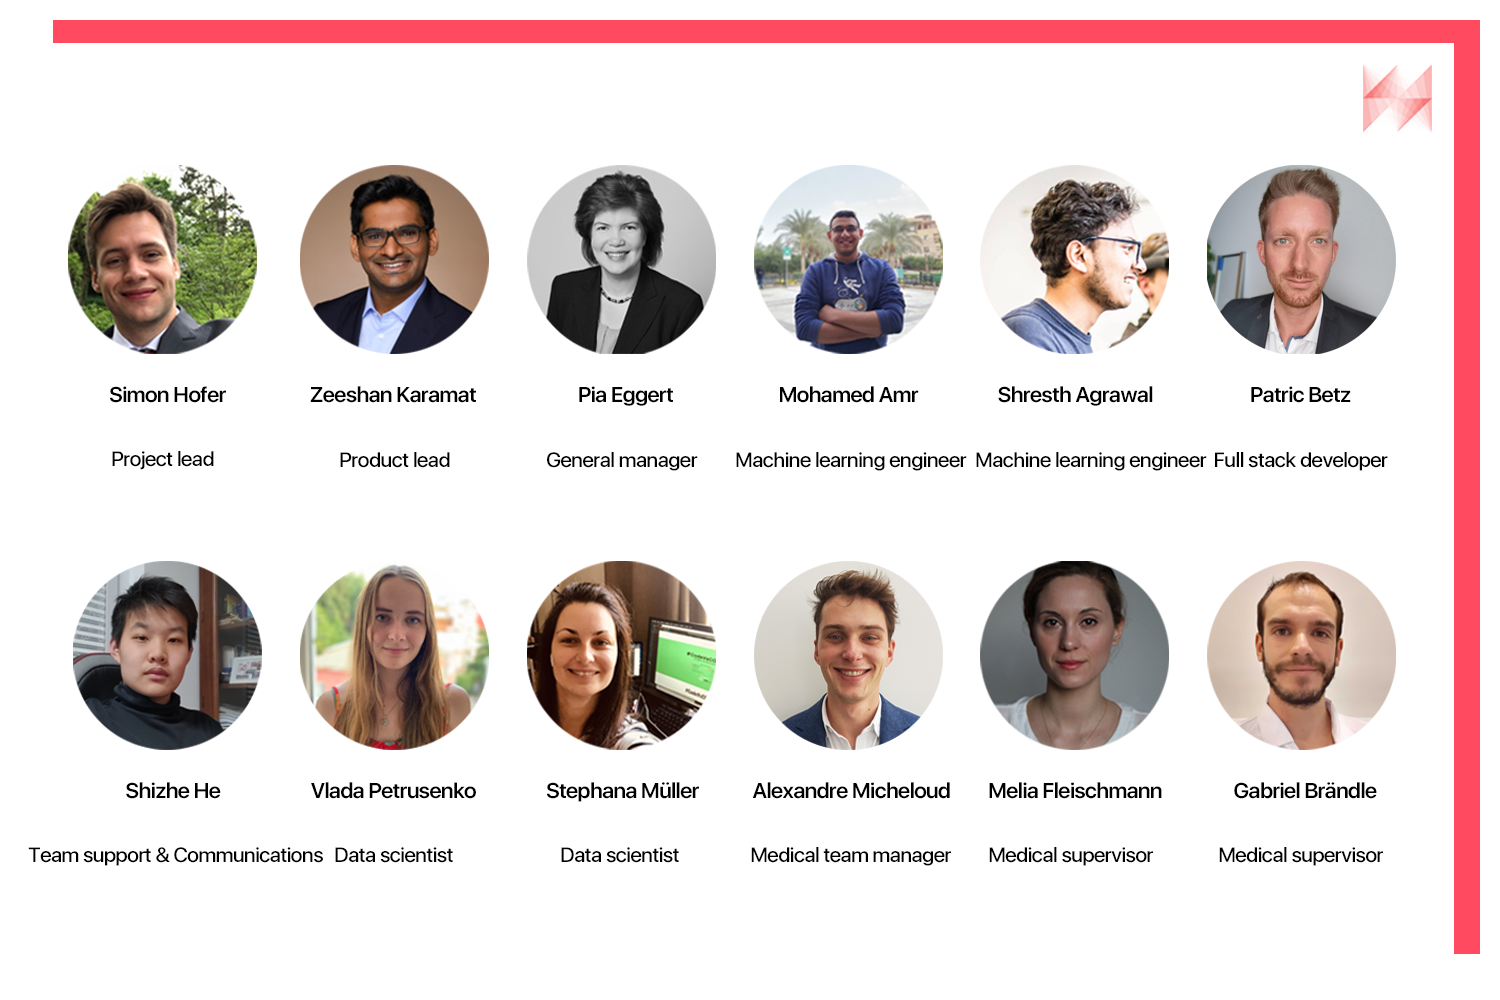 Simon Hofer
Zeeshan Karamat
Pia Eggert
Mohamed Amr
Shresth Agrawal
Patric Betz
Project lead
Product lead
General manager
Machine learning engineer
Machine learning engineer
Full stack developer
Shizhe He
Vlada Petrusenko
Stephana Müller
Alexandre Micheloud
Melia Fleischmann
Gabriel Brändle
Team support & Communications
Data scientist
Data scientist
Medical team manager
Medical supervisor
Medical supervisor